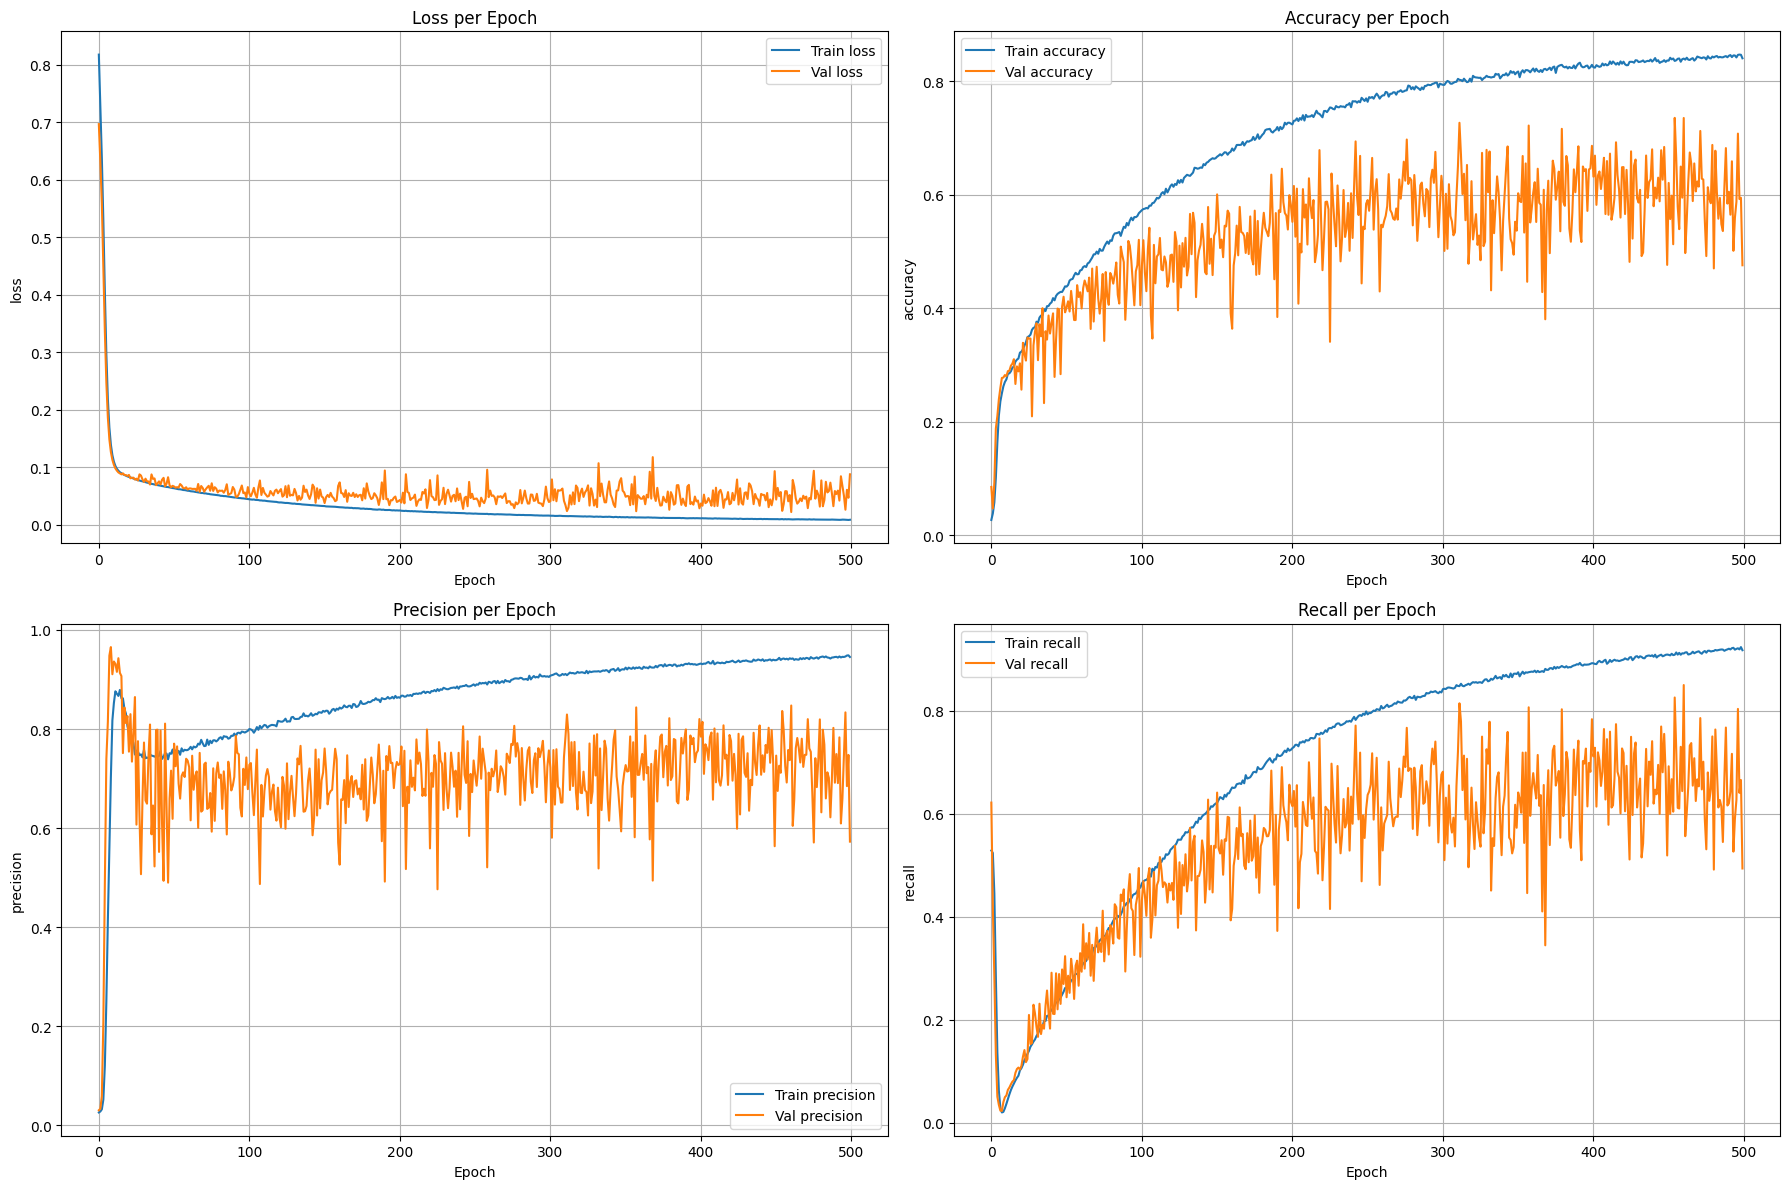 Loss per Epoch
Train loss
Val loss
0.8
0.7
0.6
0.5
0.4
0.3
0.2
0.1
0.0
loss
0 100 200 300 400 500
Epoch
Accuracy per Epoch
Train accuracy
Val accuracy
0.8
0.6
0.4
0.2
0.0
accuracy
0 100 200 300 400 500
Epoch
Precision per Epoch
1.0
0.8
0.6
0.4
0.2
0.0
precision
Train precision
Val precision
0 100 200 300 400 500
Epoch
Recall per Epoch
Train recall
Val recall
0.8
0.6
0.4
0.2
0.0
recall
0 100 200 300 400 500
Epoch